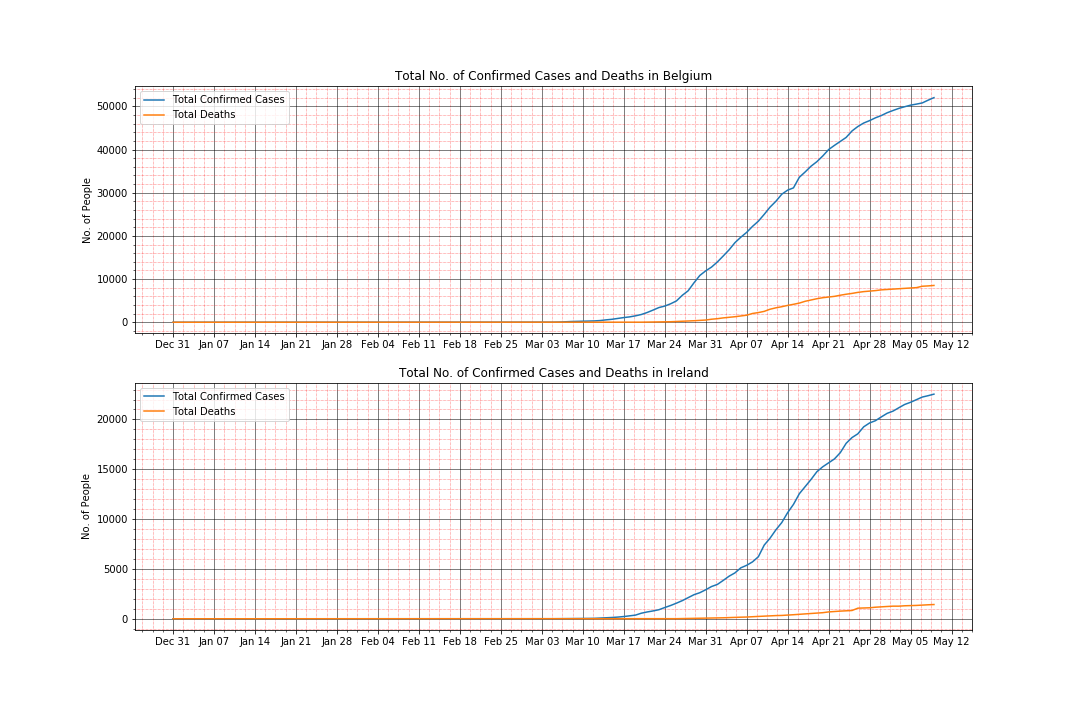 Total No. of Confirmed Cases and Deaths in Belgium
Total Confirmed Cases
Total Deaths
No. of People
50000
40000
30000
20000
10000
0
Dec 31 Jan 07 Jan 14 Jan 21 Jan 28 Feb 04 Feb 11 Feb 18 Feb 25 Mar 03 Mar 10 Mar 17 Mar 24 Mar 31 Apr 07 Apr 14 Apr 21 Apr 28 May 05 May 12
Total No. of Confirmed Cases and Deaths in Ireland
Total Confirmed Cases
Total Deaths
No. of People
20000
15000
10000
5000
0
Dec 31 Jan 07 Jan 14 Jan 21 Jan 28 Feb 04 Feb 11 Feb 18 Feb 25 Mar 03 Mar 10 Mar 17 Mar 24 Mar 31 Apr 07 Apr 14 Apr 21 Apr 28 May 05 May 12